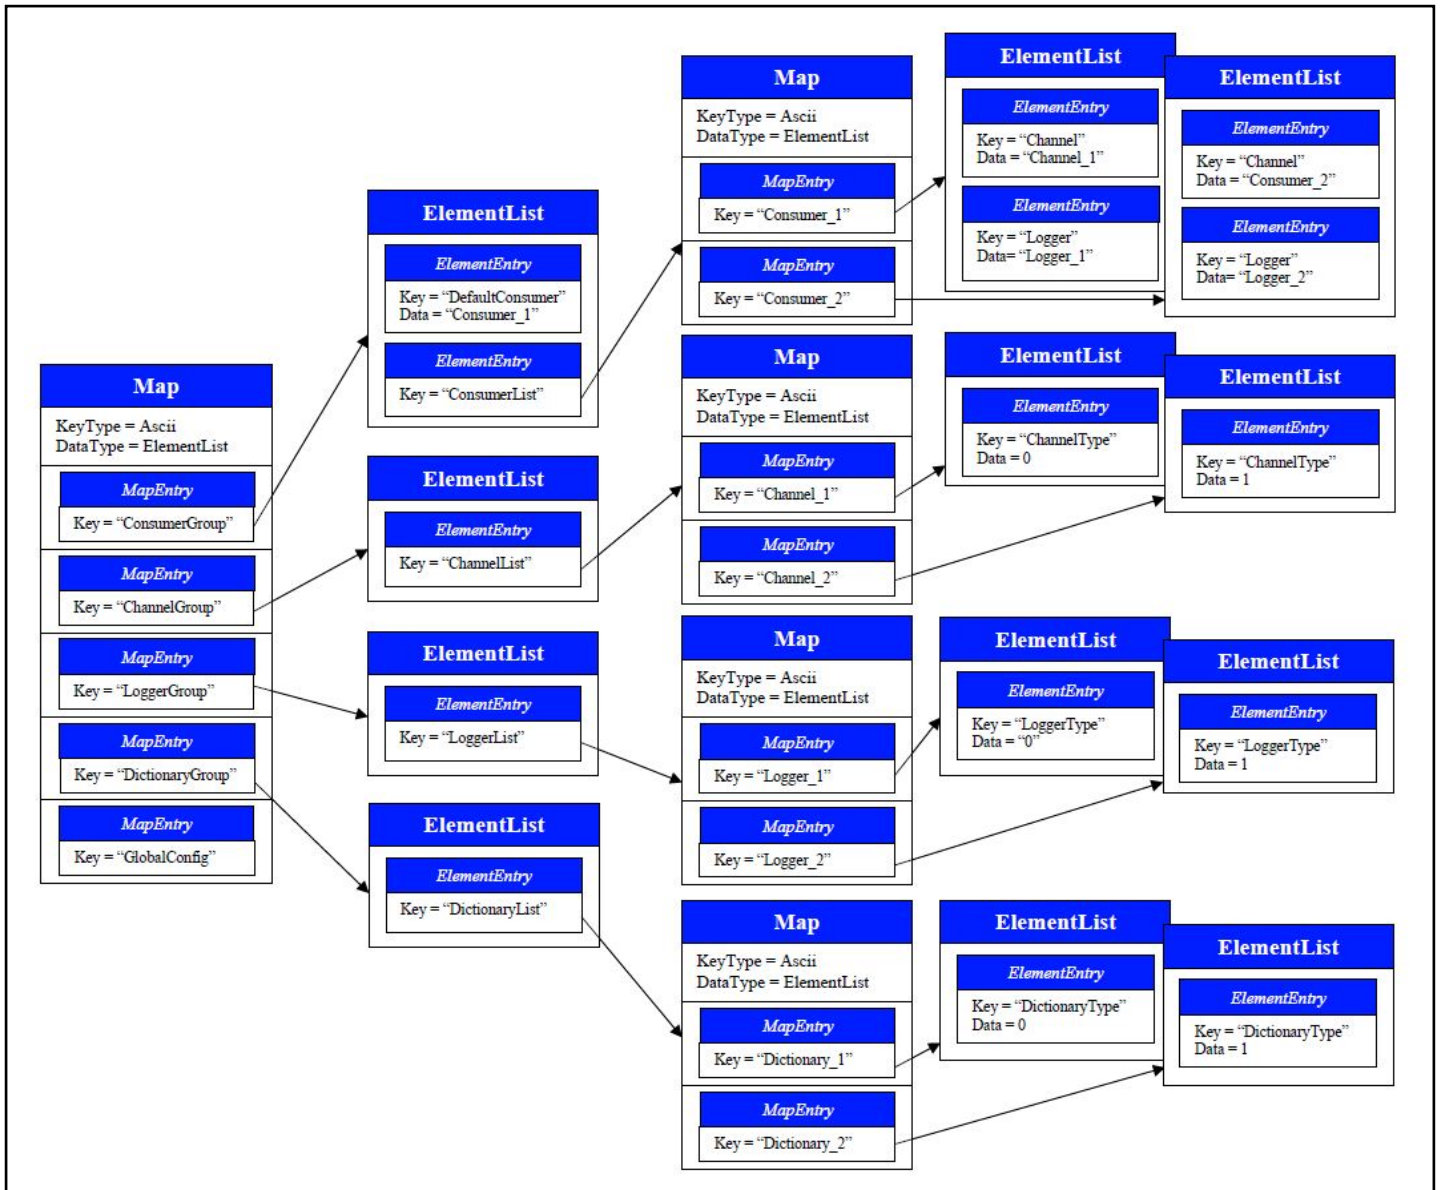 Map
KeyType = Ascii
DataType = ElementList
MapEntry
Key = “ConsumerGroup”
MapEntry
Key = “ChannelGroup”
MapEntry
Key = “LoggerGroup”
MapEntry
Key = “DictionaryGroup”
MapEntry
Key = “GlobalConfig”
ElementList
ElementEntry
Key = “DefaultConsumer”
Data = “Consumer_1”
ElementEntry
Key = “ConsumerList”
ElementList
ElementEntry
Key = “ChannelList”
ElementList
ElementEntry
Key = “LoggerList”
ElementList
ElementEntry
Key = “DictionaryList”
Map
KeyType = Ascii
DataType = ElementList
MapEntry
Key = “Consumer_1”
MapEntry
Key = “Consumer_2”
ElementList
ElementEntry
Key = “Channel”
Data = “Channel_1”
ElementEntry
Key = “Logger”
Data= “Logger_1”
ElementList
ElementEntry
Key = “Channel”
Data= “Consumer_2”
ElementEntry
Key = “Logger”
Data= “Logger_2”
Map
KeyType = Ascii
DataType = ElementList
MapEntry
Key = “Channel_1”
MapEntry
Key = “Channel_2”
ElementList
ElementEntry
Key = “ChannelType”
Data = 0
ElementList
ElementEntry
Key = “ChannelType”
Data = 1
Map
KeyType = Ascii
DataType = ElementList
MapEntry
Key = “Logger_1”
MapEntry
Key = “Logger_2”
ElementList
ElementEntry
Key = “LoggerType”
Data = “0”
ElementList
ElementEntry
Key = “LoggerType”
Data = 1
Map
KeyType = Ascii
DataType = ElementList
MapEntry
Key = “Dictionary_1”
MapEntry
Key = “Dictionary_2”
ElementList
ElementEntry
Key = “DictionaryType”
Data = 0
ElementList
ElementEntry
Key = “DictionaryType”
Data = 1